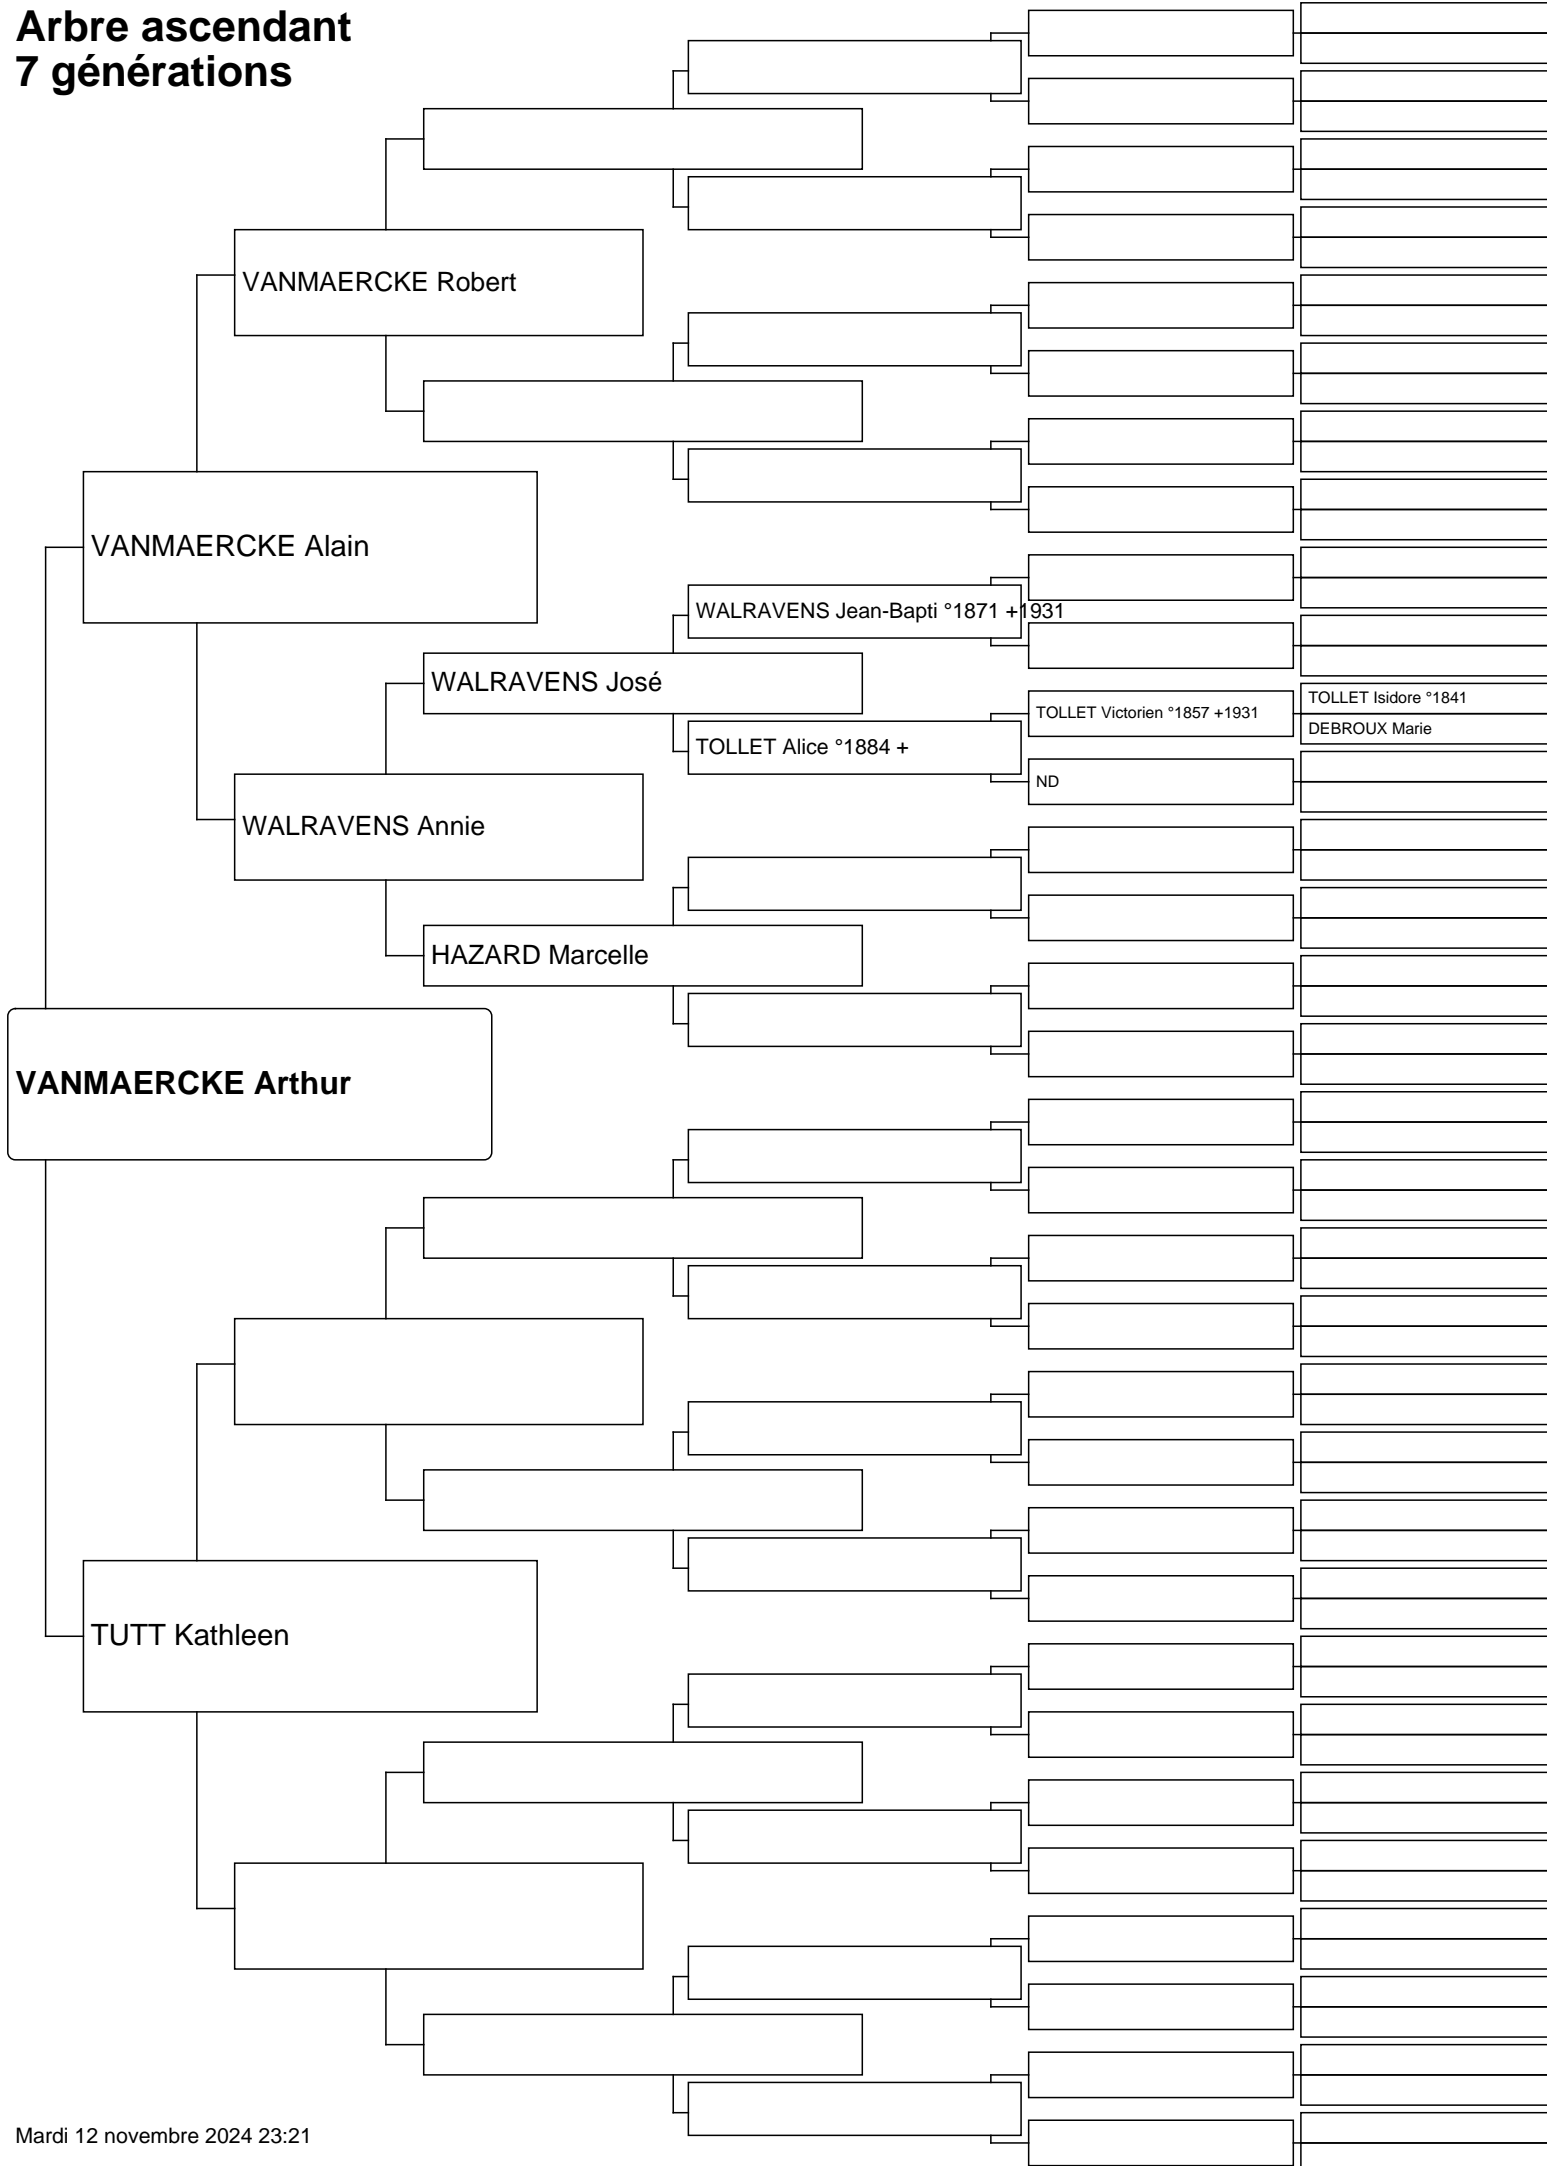 Arbre ascendant
7 générations
VANMAERCKE Robert
VANMAERCKE Alain
WALRAVENS Jean-Bapti °1871 +1931
WALRAVENS José
TOLLET Victorien °1857 +1931
TOLLET Isidore °1841
DEBROUX Marie
TOLLET Alice °1884 +
ND
WALRAVENS Annie
HAZARD Marcelle
VANMAERCKE Arthur
TUTT Kathleen
Mardi 12 novembre 2024 23:21